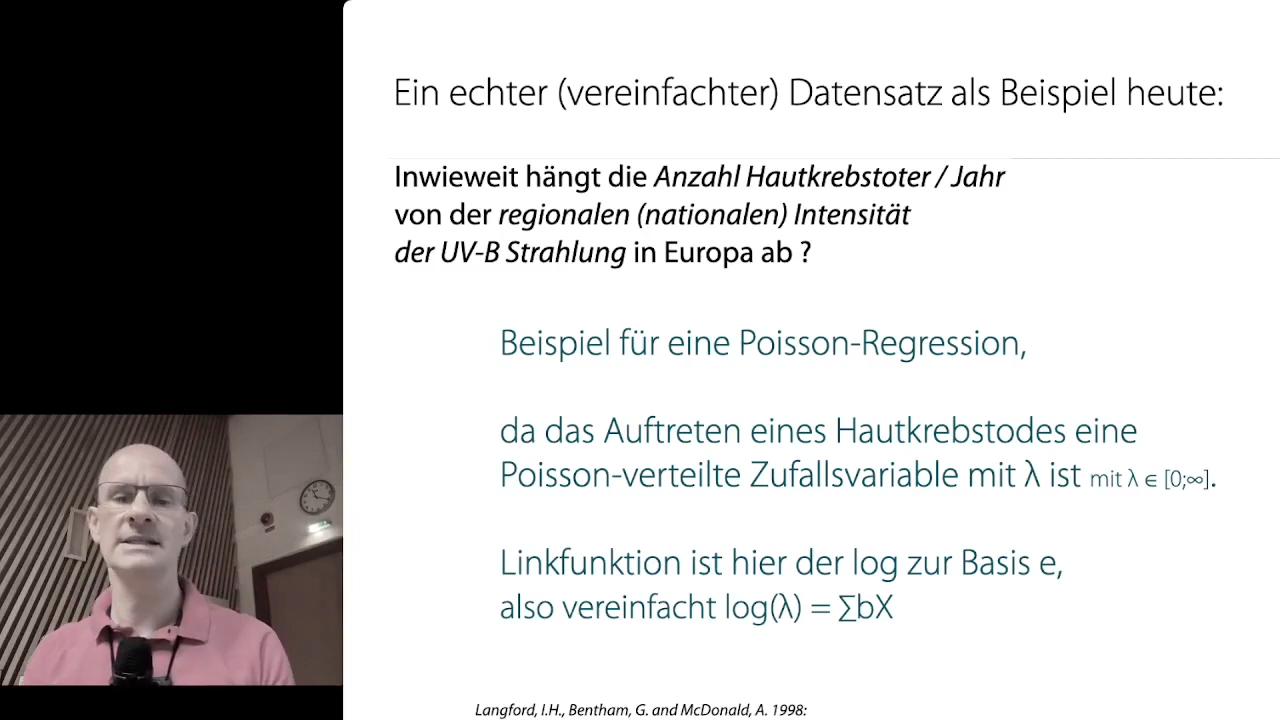 Ein echter (vereinfachter) Datensatz als Beispiel heute:
Inwieweit hängt die Anzahl Hautkrebstoter / Jahr
von der regionalen (nationalen) Intensität
der UV-B Strahlung in Europa ab ?
Beispiel für eine Poisson-Regression,
da das Auftreten eines Hautkrebstodes eine
Poisson-verteilte Zufallsvariable mit λ ist mit λ ∈ [0;∞].
Linkfunktion ist hier der log zur Basis e,
also vereinfacht log(λ) = ∑bX
Langford, I.H., Bentham, G. and McDonald, A. 1998: